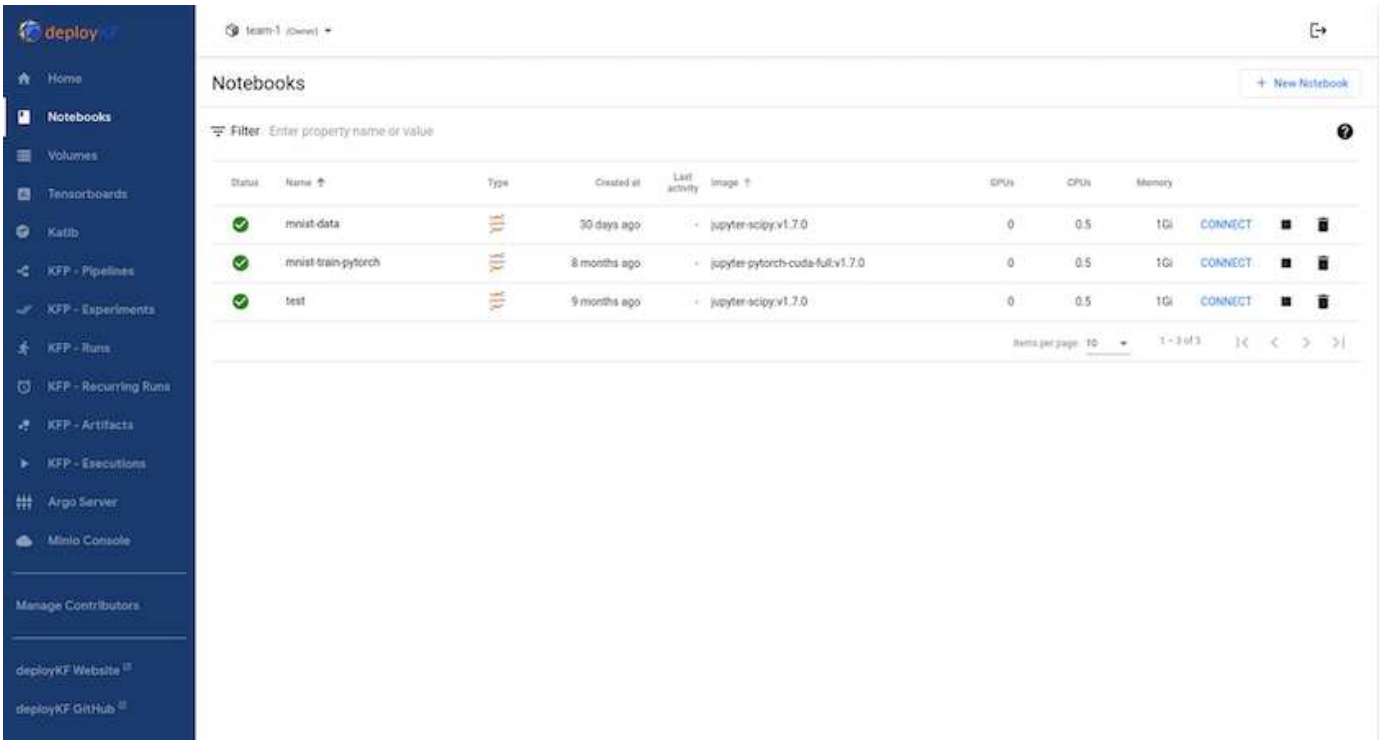 deployKF
team-1 (Owner)
Home
Notebooks
Volumes
Tensorboards
Katib
KFP - Pipelines
KFP - Experiments
KFP - Runs
KFP - Recurring Runs
KFP - Artifacts
KFP - Executions
Argo Server
Minio Console
Manage Contributors
deployKF Website
deployKF GitHub
Notebooks
+ New Notebook
Filter Enter property name or value
Status Name Type Created at Last activity Image GPUs CPUs Memory
mnist-data 30 days ago - jupyter-scipy:v1.7.0 0 0.5 1Gi CONNECT
mnist-train-pytorch 8 months ago - jupyter-pytorch-cuda-full:v1.7.0 0 0.5 1Gi CONNECT
test 9 months ago - jupyter-scipy:v1.7.0 0 0.5 1Gi CONNECT
Items per page 10 1 - 3 of 3